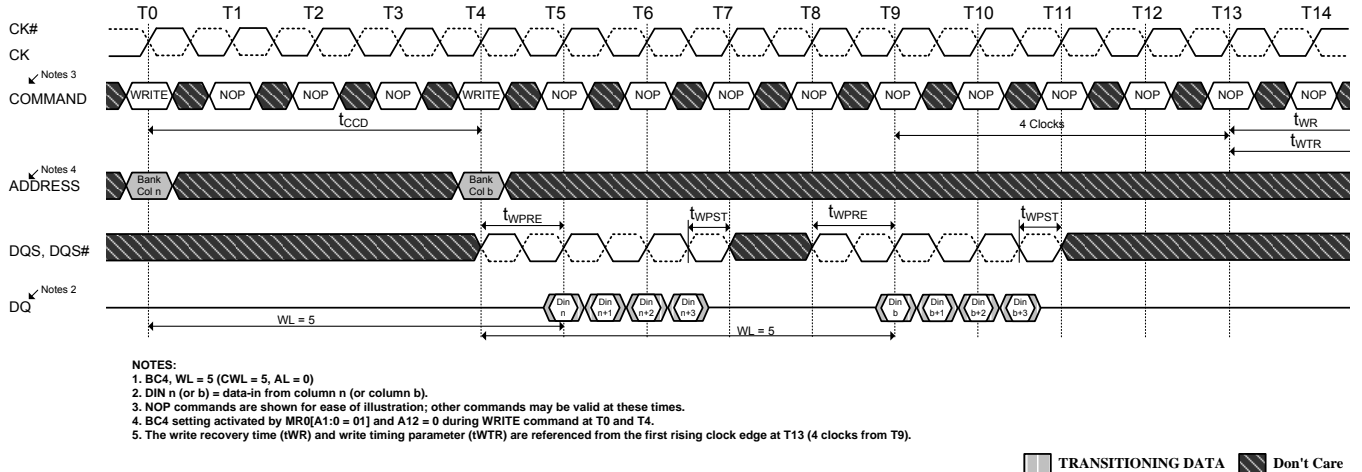 T0 T1 T2 T3 T4 T5 T6 T7 T8 T9 T10 T11 T12 T13 T14
CK#
CK
Notes 3
COMMAND
WRITE NOP NOP NOP WRITE NOP NOP NOP NOP NOP NOP NOP NOP NOP NOP
tCCD
4 Clocks
tWR
tWTR
Notes 4
ADDRESS
Bank
Col n
Bank
Col b
tWPRE
tWPST
tWPRE
tWPST
DQS, DQS#
Notes 2
DQ
Din
n
Din
n+1
Din
n+2
Din
n+3
Din
b
Din
b+1
Din
b+2
Din
b+3
WL = 5
WL = 5
NOTES:
1. BC4, WL = 5 (CWL = 5, AL = 0)
2. DIN n (or b) = data-in from column n (or column b).
3. NOP commands are shown for ease of illustration; other commands may be valid at these times.
4. BC4 setting activated by MR0[A1:0 = 01] and A12 = 0 during WRITE command at T0 and T4.
5. The write recovery time (tWR) and write timing parameter (tWTR) are referenced from the first rising clock edge at T13 (4 clocks from T9).
TRANSITIONING DATA
Don't Care